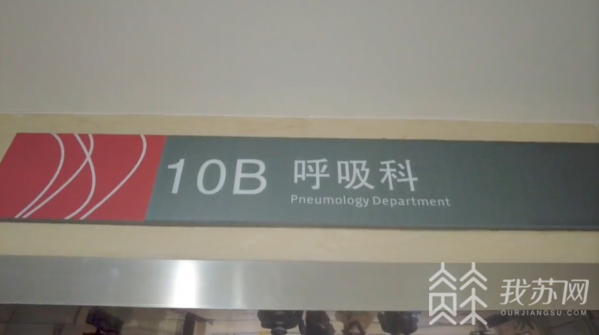 10B 呼吸科
Pneumology Department
我苏网
OURJIANGSU.COM